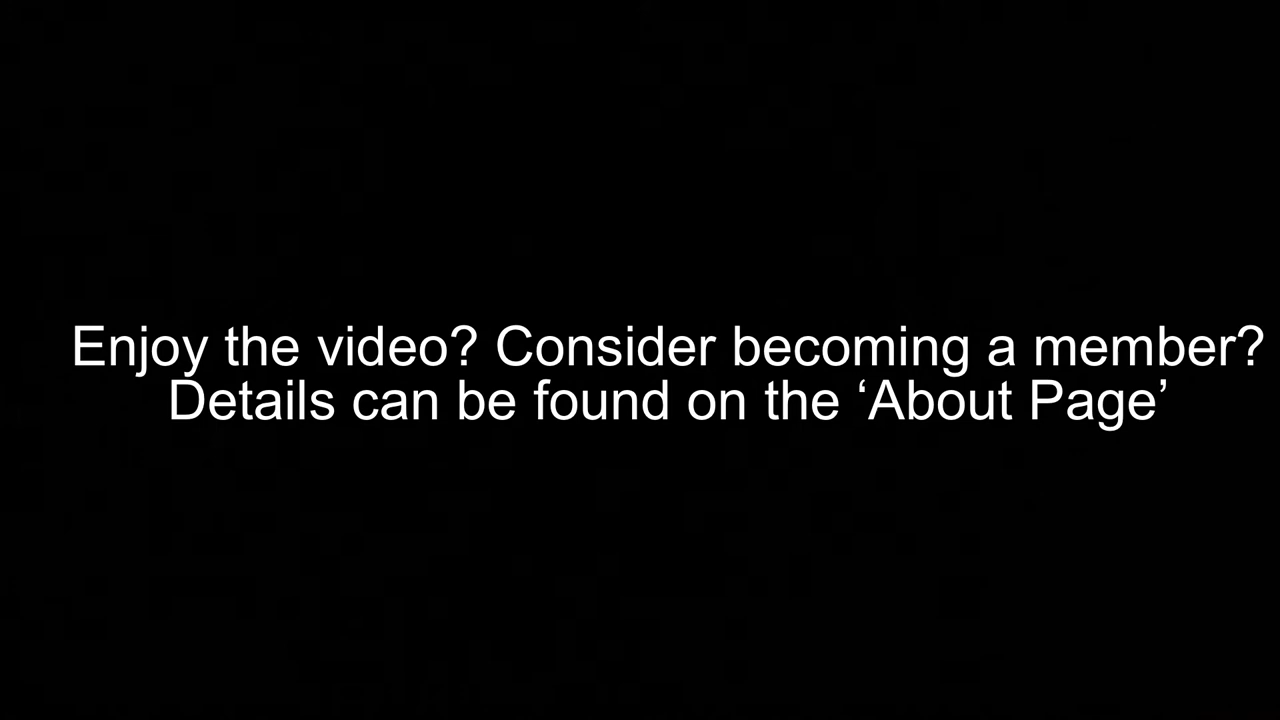 Enjoy the video? Consider becoming a member?
Details can be found on the ‘About Page’